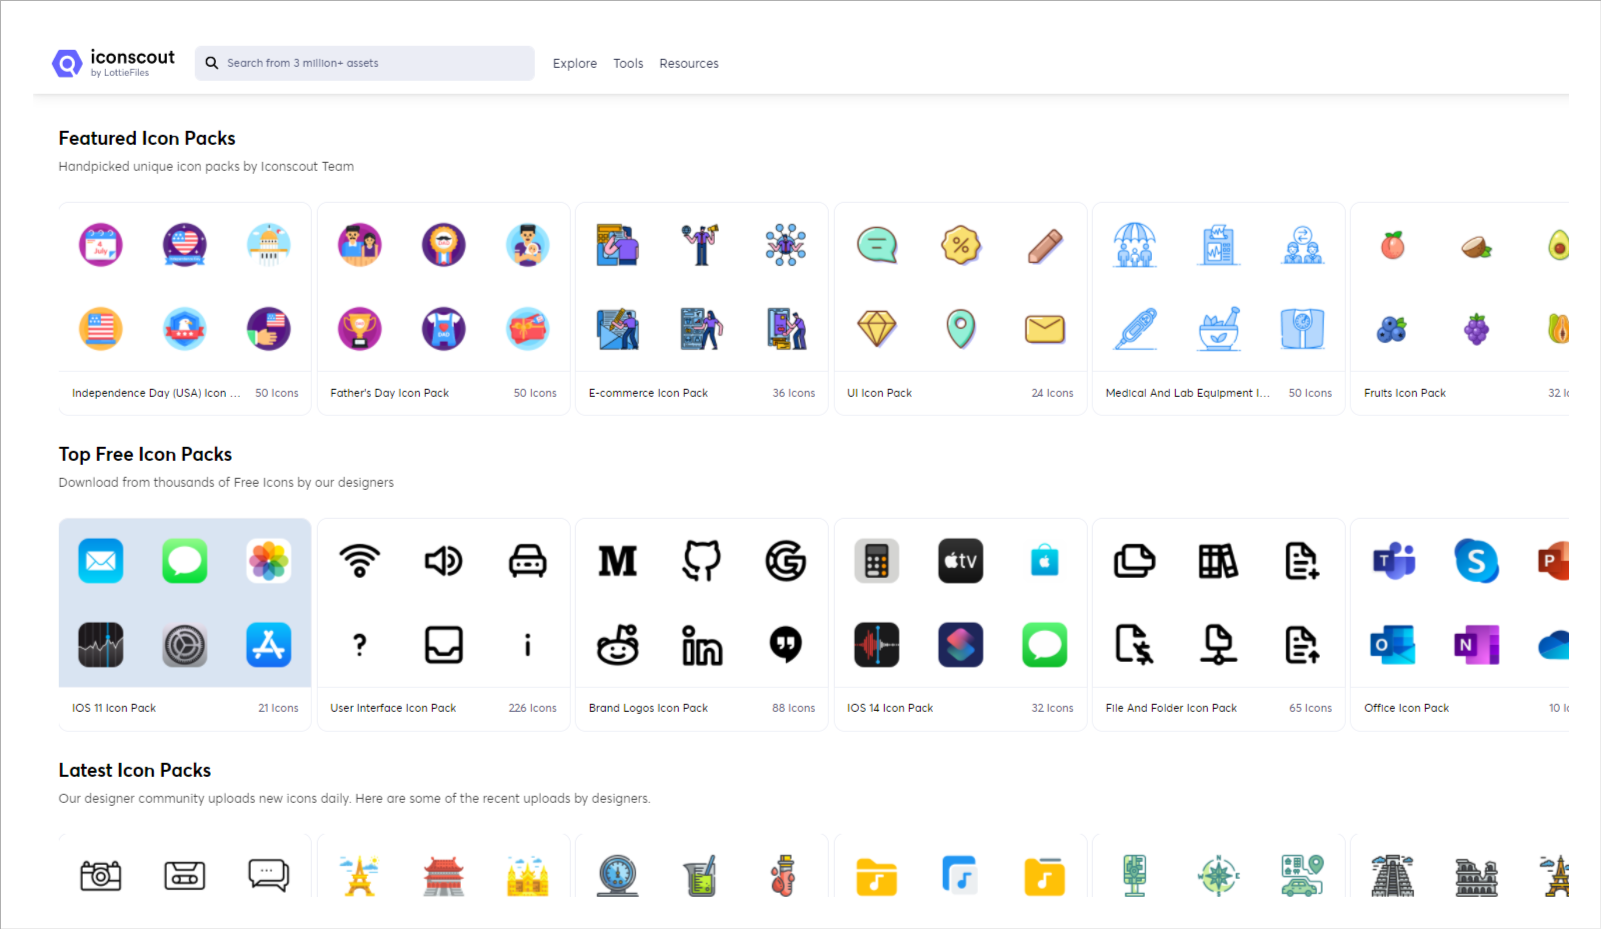 iconscout
by LottieFiles
Search from 3 million+ assets
Explore
Tools
Resources
Featured Icon Packs
Handpicked unique icon packs by Iconscout Team
4
July
DAD
Independence Day (USA) Icon ...
50 Icons
Father's Day Icon Pack
50 Icons
E-commerce Icon Pack
36 Icons
UI Icon Pack
24 Icons
Medical And Lab Equipment I...
50 Icons
Fruits Icon Pack
32 Ic
Top Free Icon Packs
Download from thousands of Free Icons by our designers
M
G
tv
T
S
P
?
i
in
O
N
IOS 11 Icon Pack
21 Icons
User Interface Icon Pack
226 Icons
Brand Logos Icon Pack
88 Icons
IOS 14 Icon Pack
32 Icons
File And Folder Icon Pack
65 Icons
Office Icon Pack
10 Ic
Latest Icon Packs
Our designer community uploads new icons daily. Here are some of the recent uploads by designers.